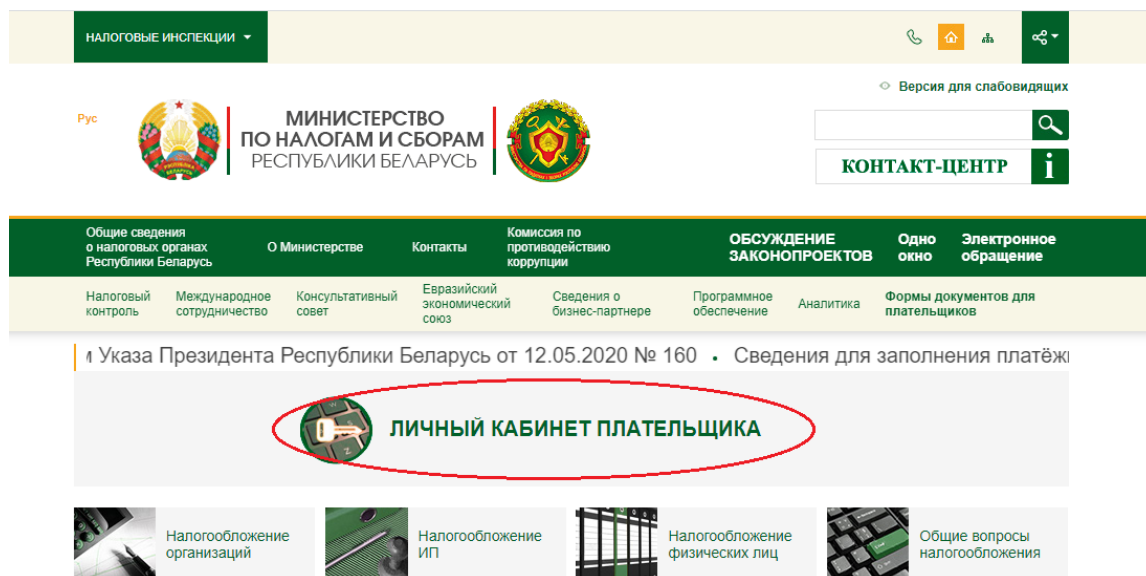 НАЛОГОВЫЕ ИНСПЕКЦИИ
Версия для слабовидящих
Рус
МИНИСТЕРСТВО
ПО НАЛОГАМ И СБОРАМ
РЕСПУБЛИКИ БЕЛАРУСЬ
КОНТАКТ-ЦЕНТР i
Общие сведения
о налоговых органах
Республики Беларусь
О Министерстве
Контакты
Комиссия по
противодействию
коррупции
ОБСУЖДЕНИЕ
ЗАКОНОПРОЕКТОВ
Одно
окно
Электронное
обращение
Налоговый
контроль
Международное
сотрудничество
Консультативный
совет
Евразийский
экономический
союз
Сведения о
бизнес-партнере
Программное
обеспечение
Аналитика
Формы документов для
плательщиков
Указа Президента Республики Беларусь от 12.05.2020 № 160 • Сведения для заполнения платёж
ЛИЧНЫЙ КАБИНЕТ ПЛАТЕЛЬЩИКА
Налогообложение
организаций
Налогообложение
ИП
Налогообложение
физических лиц
Общие вопросы
налогообложения